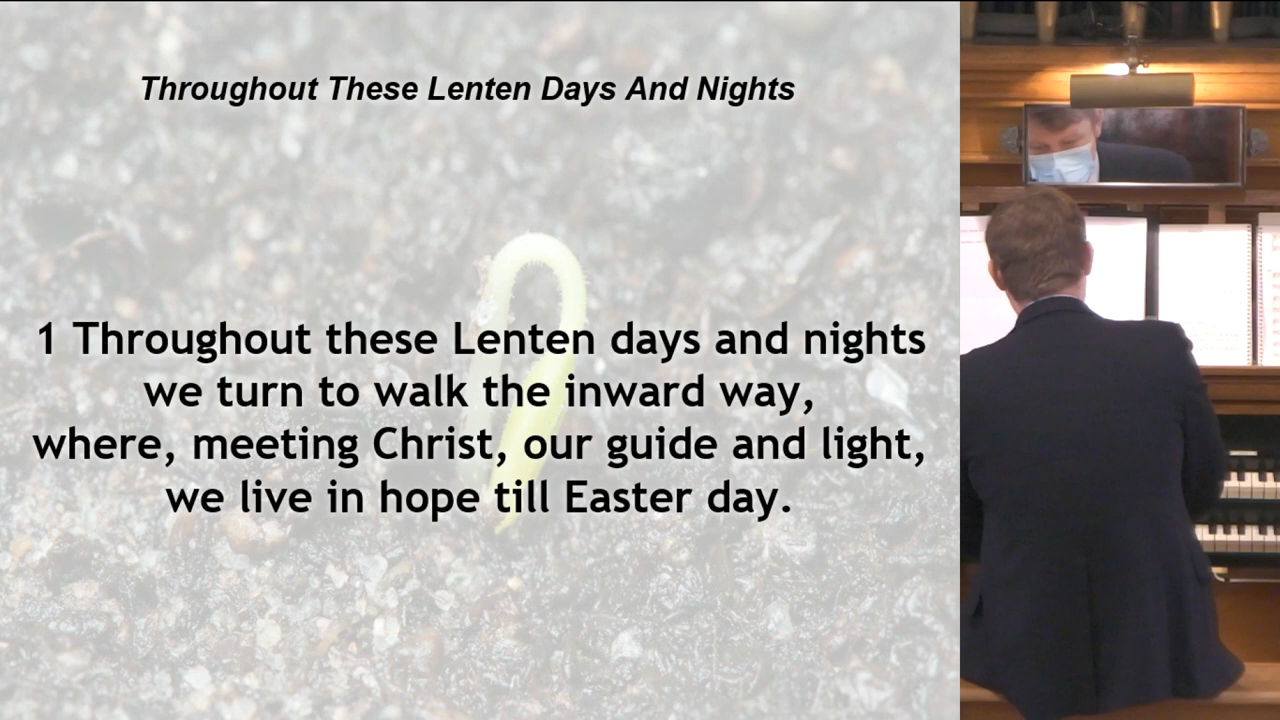 Throughout These Lenten Days And Nights
1 Throughout these Lenten days and nights
we turn to walk the inward way,
where, meeting Christ, our guide and light,
we live in hope till Easter day.